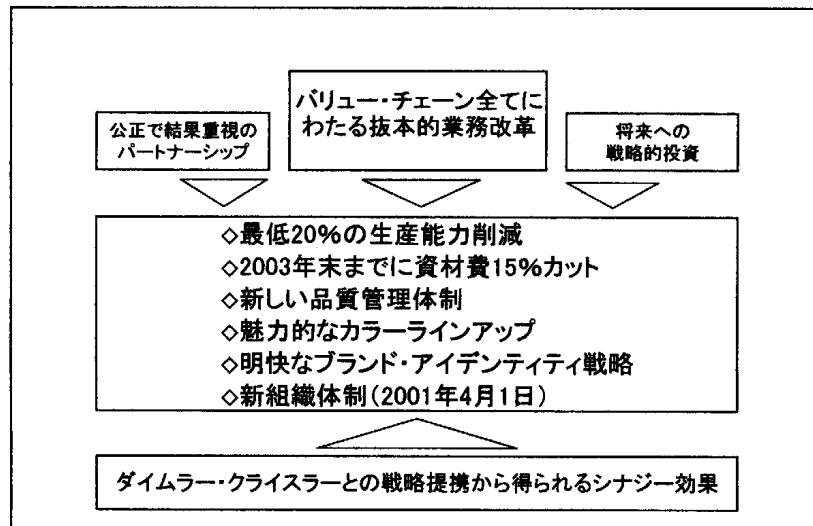 公正で結果重視の
パートナーシップ
バリュー・チェーン全てに
わたる抜本的業務改革
将来への
戦略的投資
◇最低20%の生産能力削減
◇2003年末までに資材費15%カット
◇新しい品質管理体制
◇魅力的なカラーラインアップ
◇明快なブランド・アイデンティティ戦略
◇新組織体制(2001年4月1日)
ダイムラー・クライスラーとの戦略提携から得られるシナジー効果